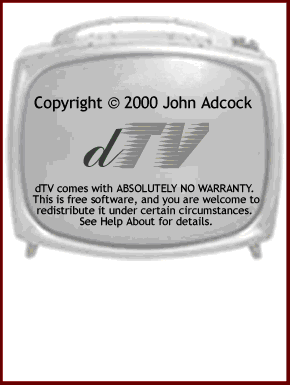 Copyright © 2000 John Adcock
dTV
dTV comes with ABSOLUTELY NO WARRANTY.
This is free software, and you are welcome to
redistribute it under certain circumstances.
See Help About for details.